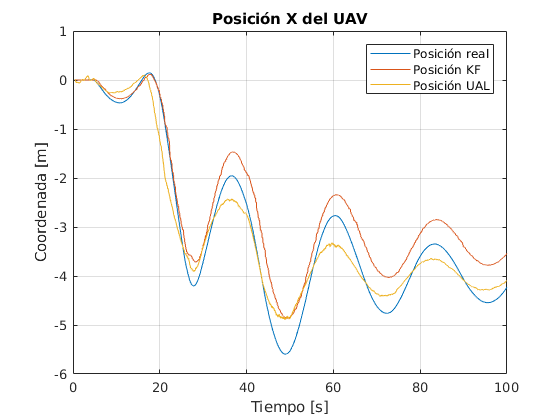 Posición X del UAV
1
0
-1
-2
-3
-4
-5
-6
Coordenada [m]
Posición real
Posición KF
Posición UAL
0
20
40
60
80
100
Tiempo [s]